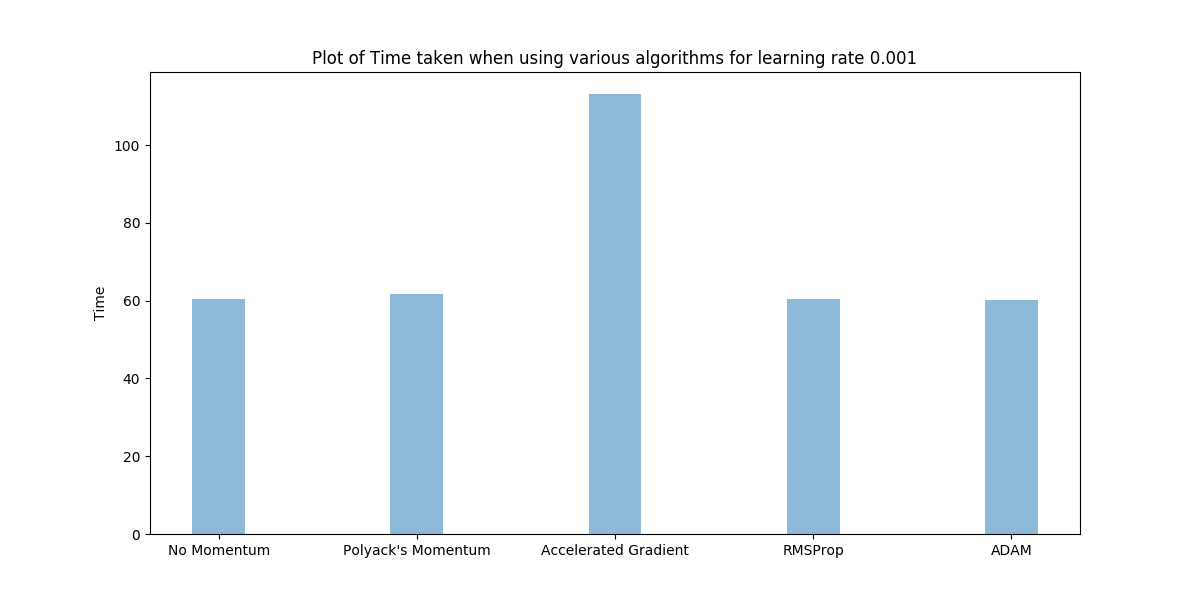 Plot of Time taken when using various algorithms for learning rate 0.001
Time
100
80
60
40
20
0
No Momentum Polyack's Momentum Accelerated Gradient RMSProp ADAM